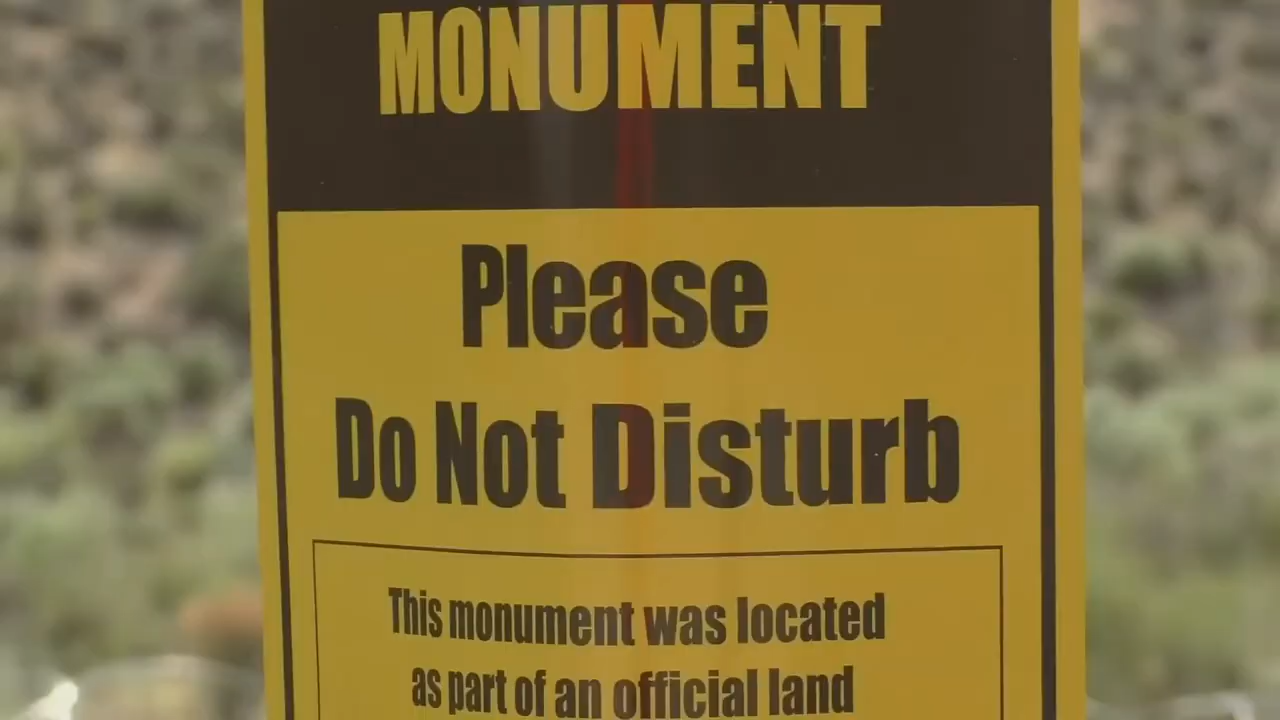 MONUMENT
Please
Do Not Disturb
This monument was located
as part of an official land